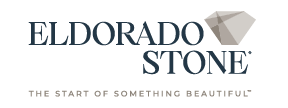 ELDORADO
STONE®
THE START OF SOMETHING BEAUTIFUL™